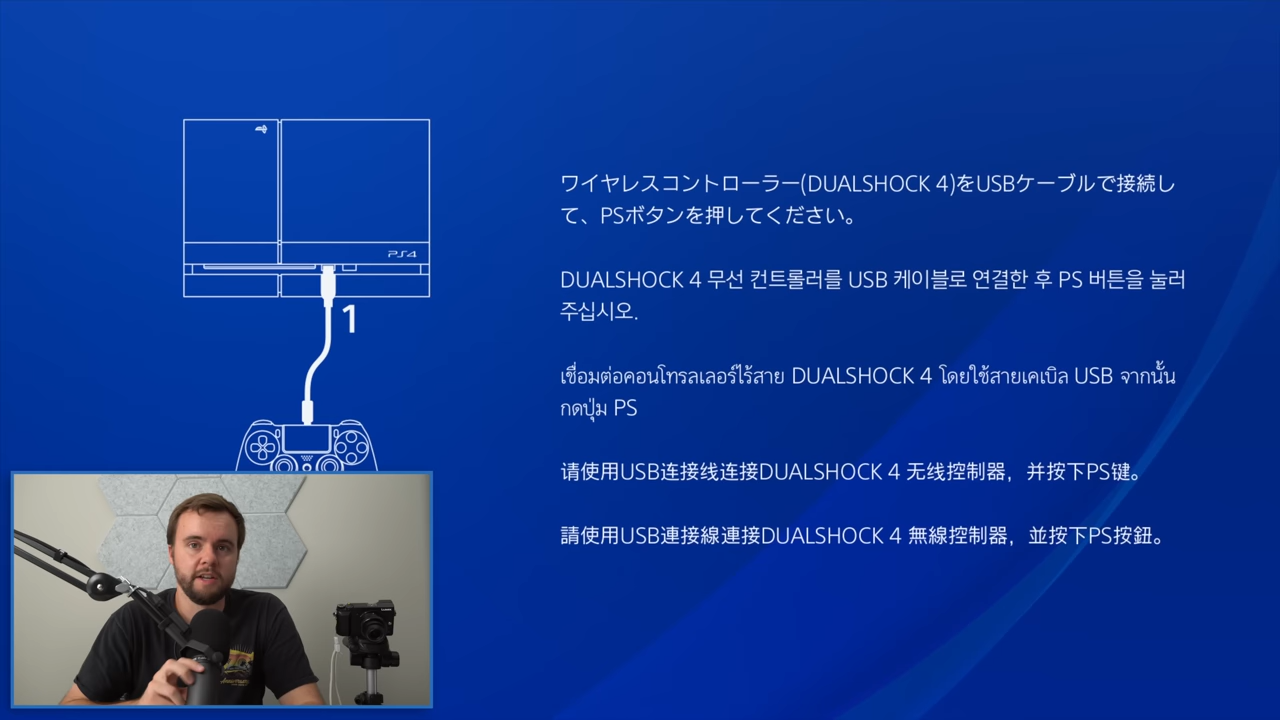 PS4
1
ワイヤレスコントローラー(DUALSHOCK 4)をUSBケーブルで接続し
て、PSボタンを押してください。
DUALSHOCK 4 무선 컨트롤러를 USB 케이블로 연결한 후 PS 버튼을 눌러
주십시오.
เชื่อมต่อคอนโทรลเลอร์ไร้สาย DUALSHOCK 4 โดยใช้สายเคเบิล USB จากนั้น
กดปุ่ม PS
请使用USB连接线连接DUALSHOCK 4 无线控制器，并按下PS键。
請使用USB連接線連接DUALSHOCK 4 無線控制器，並按下PS按鈕。